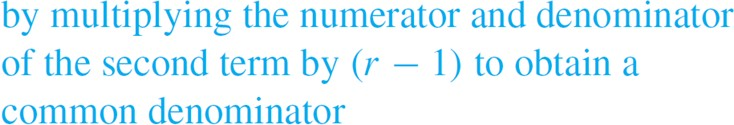 by multiplying the numerator and denominator
of the second term by (r − 1) to obtain a
common denominator